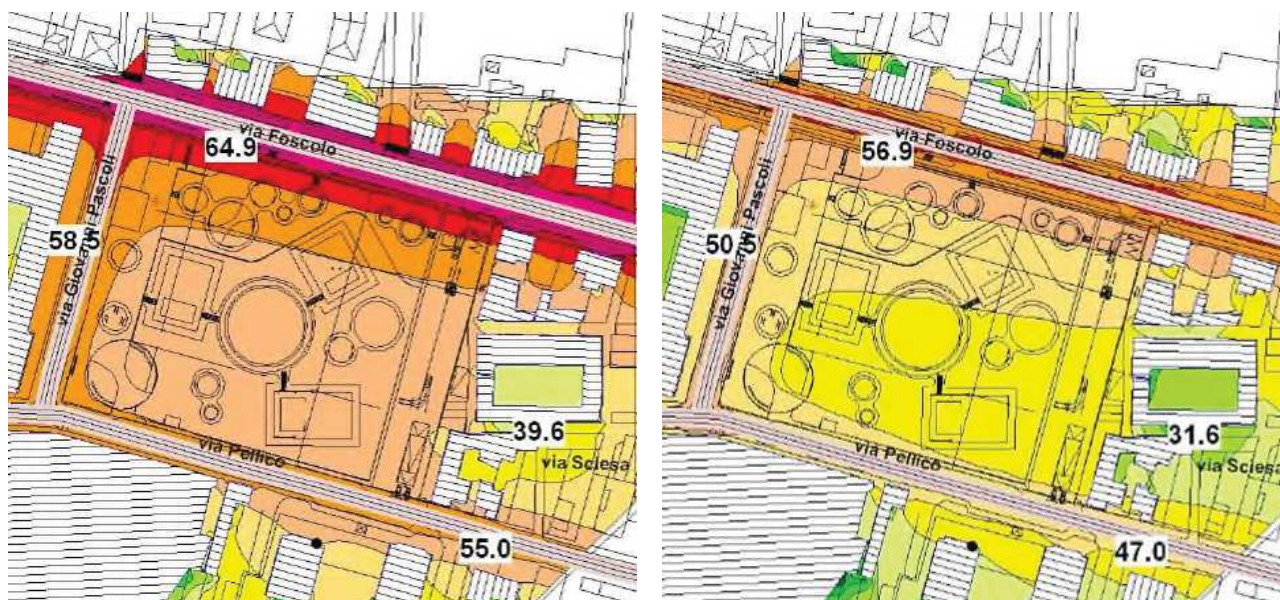 via Foscolo
64.9
via Giovanni Pascoli
58.5
39.6
via Sciesa
via Pellico
55.0
via Foscolo
56.9
via Giovanni Pascoli
31.6
via Sciesa
via Pellico
47.0